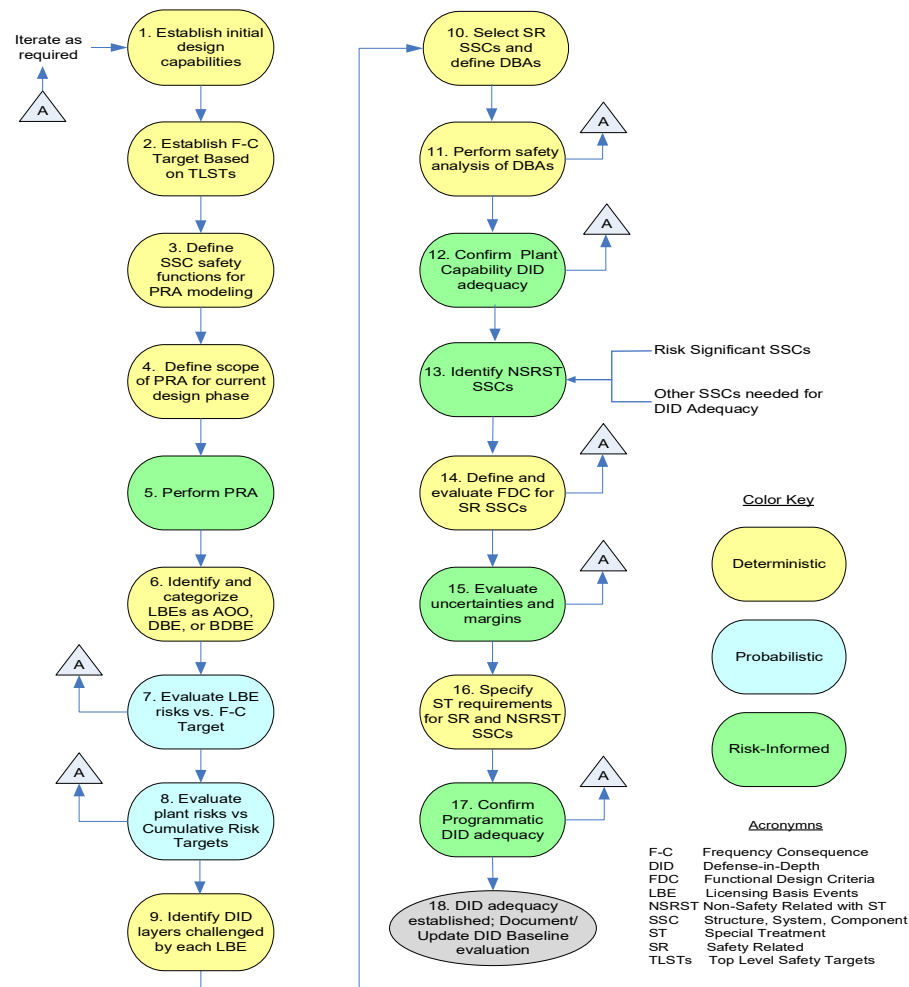 Iterate as
required
A
1. Establish initial
design
capabilities
2. Establish F-C
Target Based
on TLSTs
3. Define
SSC safety
functions for
PRA modeling
4. Define scope
of PRA for current
design phase
5. Perform PRA
6. Identify and
categorize
LBEs as AOO,
DBE, or BDBE
A
7. Evaluate LBE
risks vs. F-C
Target
A
8. Evaluate
plant risks vs
Cumulative Risk
Targets
9. Identify DID
layers challenged
by each LBE
10. Select SR
SSCs and
define DBAs
A
11. Perform safety
analysis of DBAs
A
12. Confirm Plant
Capability DID
adequacy
13. Identify NSRST
SSCs
Risk Significant SSCs
Other SSCs needed for
DID Adequacy
A
14. Define and
evaluate FDC for
SR SSCs
A
15. Evaluate
uncertainties and
margins
16. Specify
ST requirements
for SR and NSRST
SSCs
A
17. Confirm
Programmatic
DID adequacy
18. DID adequacy
established; Document/
Update DID Baseline
evaluation
Color Key
Deterministic
Probabilistic
Risk-Informed
Acronymns
F-C Frequency Consequence
DID Defense-in-Depth
FDC Functional Design Criteria
LBE Licensing Basis Events
NSRST Non-Safety Related with ST
SSC Structure, System, Component
ST Special Treatment
SR Safety Related
TLSTs Top Level Safety Targets